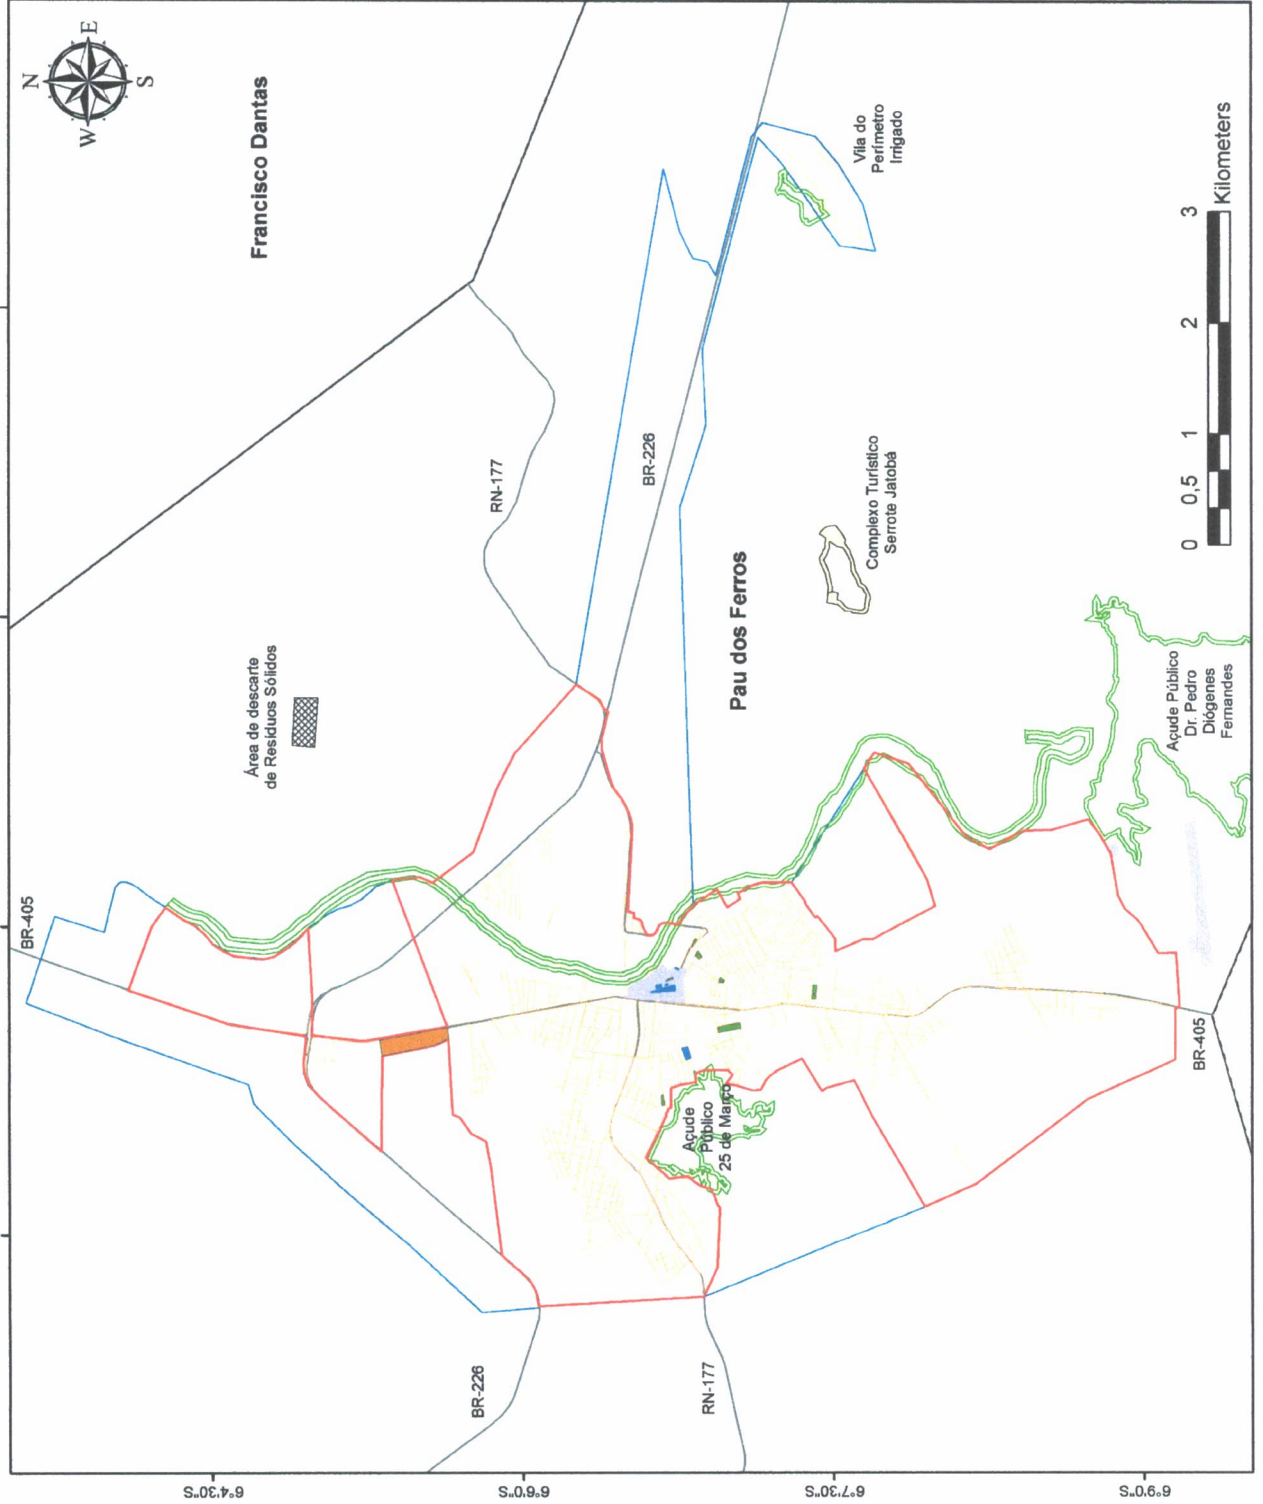 N
W
E
S
Francisco Dantas
BR-405
Área de descarte
de Resíduos Sólidos
RN-177
BR-226
Vila do
Perímetro
Irrigado
Pau dos Ferros
Complexo Turístico
Serrote Jatobá
Açude
Público
25 de Março
Açude Público
Dr. Pedro
Diógenes
Fernandes
BR-226
RN-177
BR-405
0 0,5 1 2 3
Kilometers
6°4'30"S
6°6'0"S
6°7'30"S
6°9'0"S